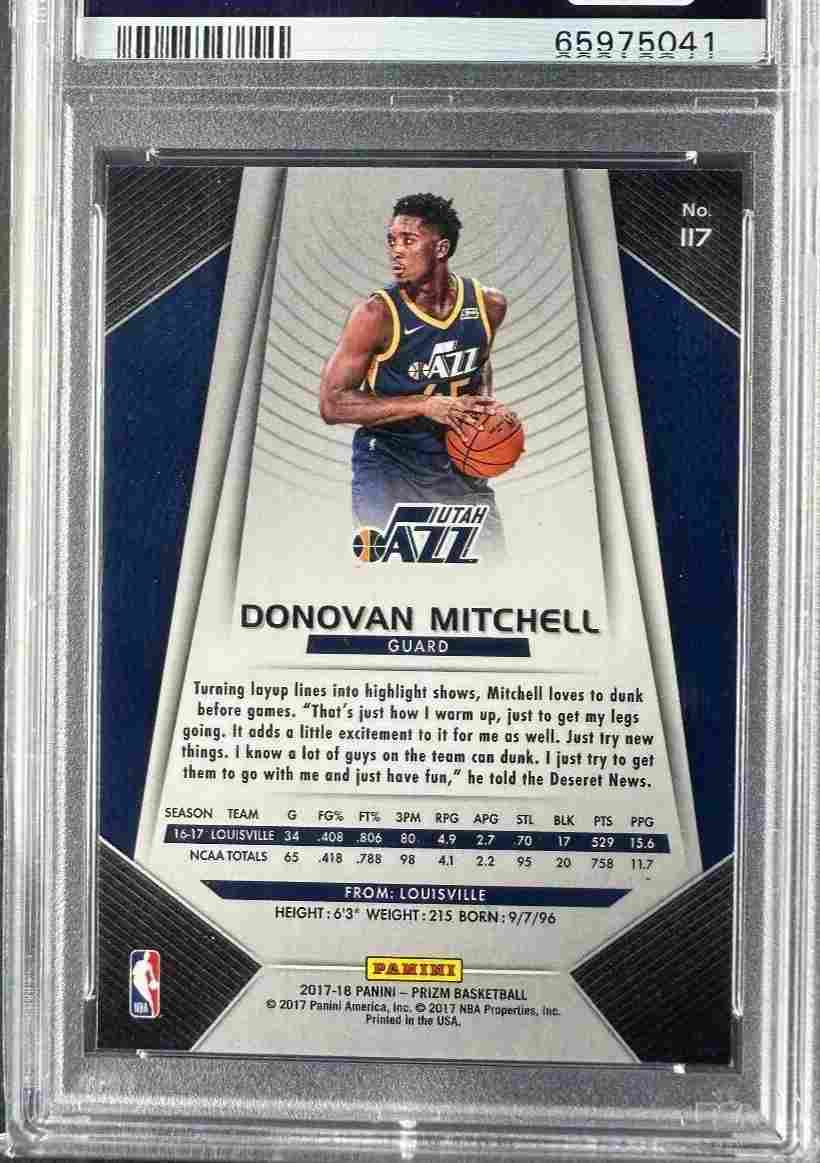 65975041
No.
117
JAZZ
45
UTAH
JAZZ
DONOVAN MITCHELL
GUARD
Turning layup lines into highlight shows, Mitchell loves to dunk
before games. "That's just how I warm up, just to get my legs
going. It adds a little excitement to it for me as well. Just try new
things. I know a lot of guys on the team can dunk. I just try to get
them to go with me and just have fun," he told the Deseret News.
SEASON TEAM G FG% FT% 3PM RPG APG STL BLK PTS PPG
16-17 LOUISVILLE 34 .408 .806 80 4.9 2.7 70 17 529 15.6
NCAA TOTALS 65 .418 .788 98 4.1 2.2 95 20 758 11.7
FROM: LOUISVILLE
HEIGHT: 6'3" WEIGHT: 215 BORN: 9/7/96
NBA
PANINI
2017-18 PANINI – PRIZM BASKETBALL
© 2017 Panini America, Inc. © 2017 NBA Properties, Inc.
Printed in the USA.